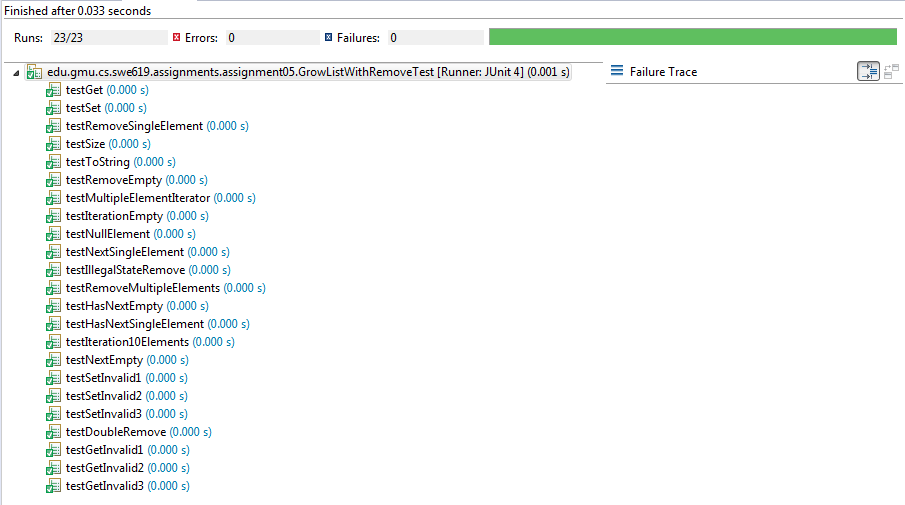 Finished after 0.033 seconds
Runs: 23/23 Errors: 0 Failures: 0
edu.gmu.cs.swe619.assignments.assignment05.GrowListWithRemoveTest [Runner: JUnit 4] (0.001 s)
Failure Trace
testGet (0.000 s)
testSet (0.000 s)
testRemoveSingleElement (0.000 s)
testSize (0.000 s)
testToString (0.000 s)
testRemoveEmpty (0.000 s)
testMultipleElementIterator (0.000 s)
testIterationEmpty (0.000 s)
testNullElement (0.000 s)
testNextSingleElement (0.000 s)
testIllegalStateRemove (0.000 s)
testRemoveMultipleElements (0.000 s)
testHasNextEmpty (0.000 s)
testHasNextSingleElement (0.000 s)
testIteration10Elements (0.000 s)
testNextEmpty (0.000 s)
testSetInvalid1 (0.000 s)
testSetInvalid2 (0.000 s)
testSetInvalid3 (0.000 s)
testDoubleRemove (0.000 s)
testGetInvalid1 (0.000 s)
testGetInvalid2 (0.000 s)
testGetInvalid3 (0.000 s)